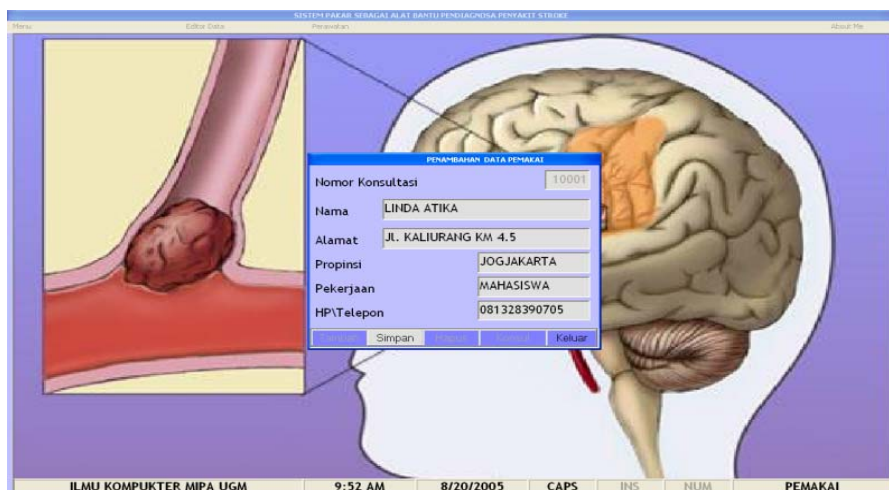 SISTEM PAKAR SEBAGAI ALAT BANTU PENDIAGNOSA PENYAKIT STROKE
Menu Editor Data Perawatan About Me
PENAMBAHAN DATA PEMAKAI
Nomor Konsultasi 10001
Nama LINDA ATIKA
Alamat Jl. KALIURANG KM 4.5
Propinsi JOGJAKARTA
Pekerjaan MAHASISWA
HP\Telepon 081328390705
Simpan Hapus Keluar
ILMU KOMPUKTER MIPA UGM 9:52 AM 8/20/2005 CAPS INS NUM PEMAKAI